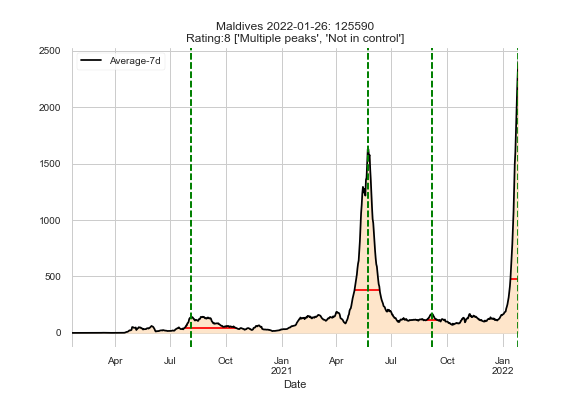 Maldives 2022-01-26: 125590
Rating:8 ['Multiple peaks', 'Not in control']
2500
Average-7d
2000
1500
1000
500
0
Apr Jul Oct Jan Apr Jul Oct Jan
2021 2022
Date